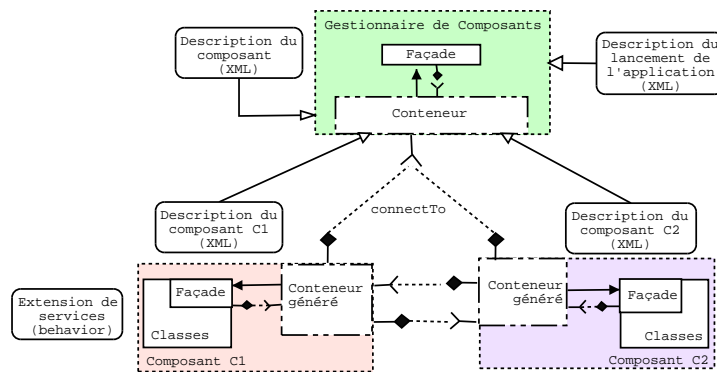 Gestionnaire de Composants
Description du
composant
(XML)
Façade
Description du
lancement de
l'application
(XML)
Conteneur
Description du
composant C1
(XML)
connectTo
Description du
composant C2
(XML)
Extension de
services
(behavior)
Façade
Classes
Conteneur
généré
Composant C1
Conteneur
généré
Façade
Classes
Composant C2